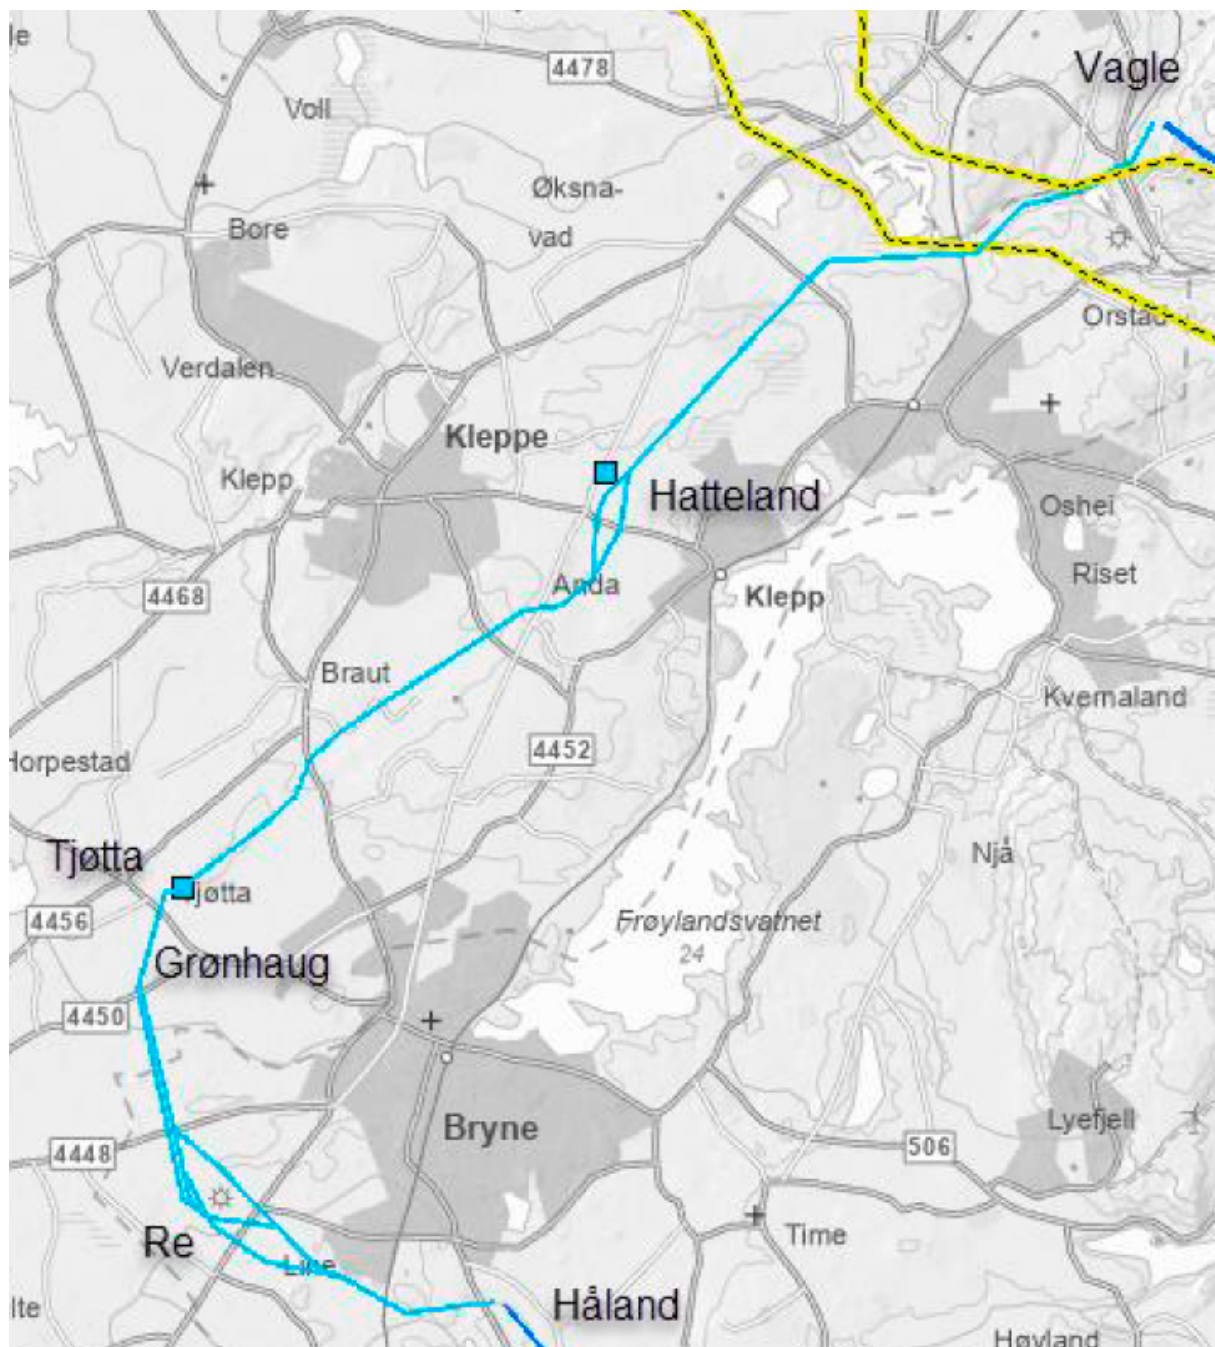 4478
Vagle
Voll
Øksna-
vad
Bore
Orstad
Verdalen
Kleppe
Klepp
Hatteland
Oshei
Anda
Riset
4468
Klepp
Braut
Kvernaland
4452
Horpestad
Njå
Tjøtta
Tjøtta
4456
Frøylandsvatnet
24
Grønhaug
4450
Bryne
Lyefjell
4448
506
Re
Time
Line
Håland
lte
Høyland